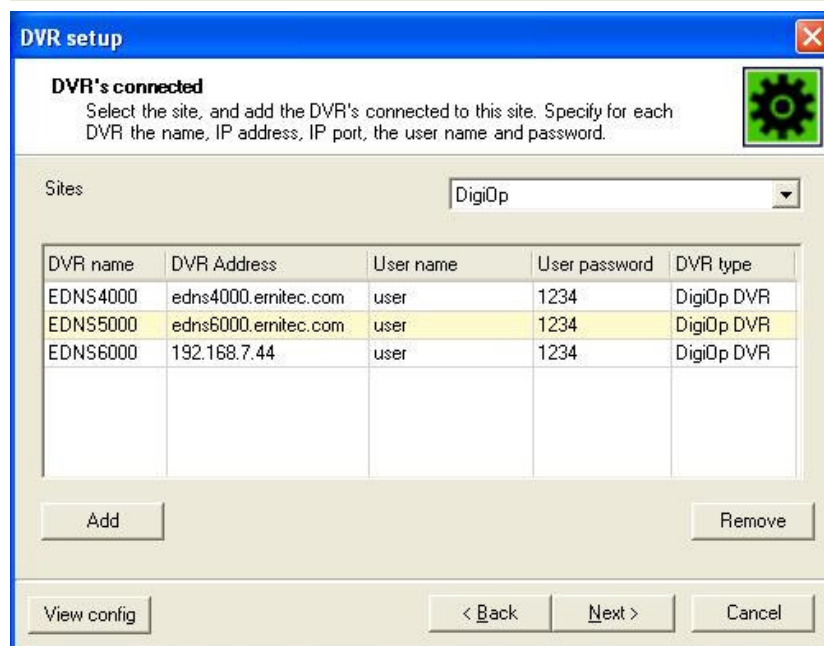 DVR setup
DVR's connected
Select the site, and add the DVR's connected to this site. Specify for each
DVR the name, IP address, IP port, the user name and password.
Sites
DigiOp
DVR name DVR Address User name User password DVR type
EDNS4000 edns4000.ernitec.com user 1234 DigiOp DVR
EDNS5000 edns6000.ernitec.com user 1234 DigiOp DVR
EDNS6000 192.168.7.44 user 1234 DigiOp DVR
Add Remove
View config < Back Next > Cancel